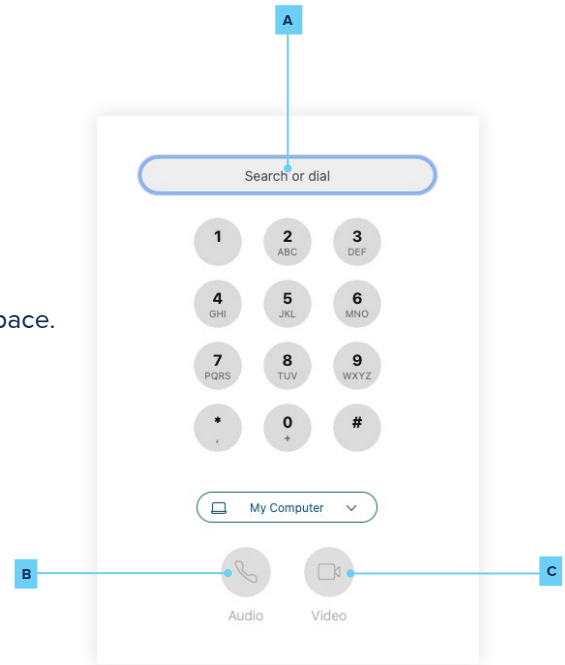 A
Search or dial
1 2 3
ABC DEF
4 5 6
GHI JKL MNO
pace.
7 8 9
PQRS TUV WXYZ
* 0 #
, +
My Computer
B
C
Audio Video